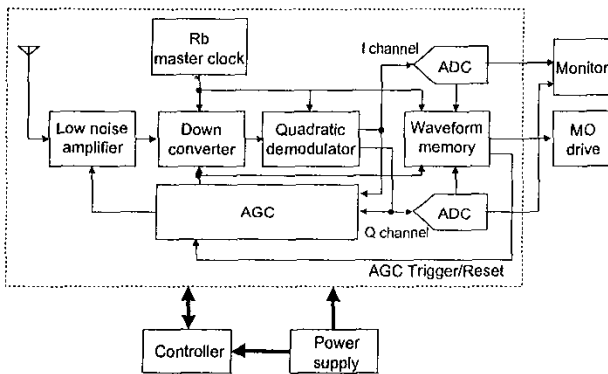 Rb
master clock
I channel
ADC
Monitor
Low noise
amplifier
Down
converter
Quadratic
demodulator
Waveform
memory
MO
drive
AGC
ADC
Q channel
AGC Trigger/Reset
Controller
Power
supply